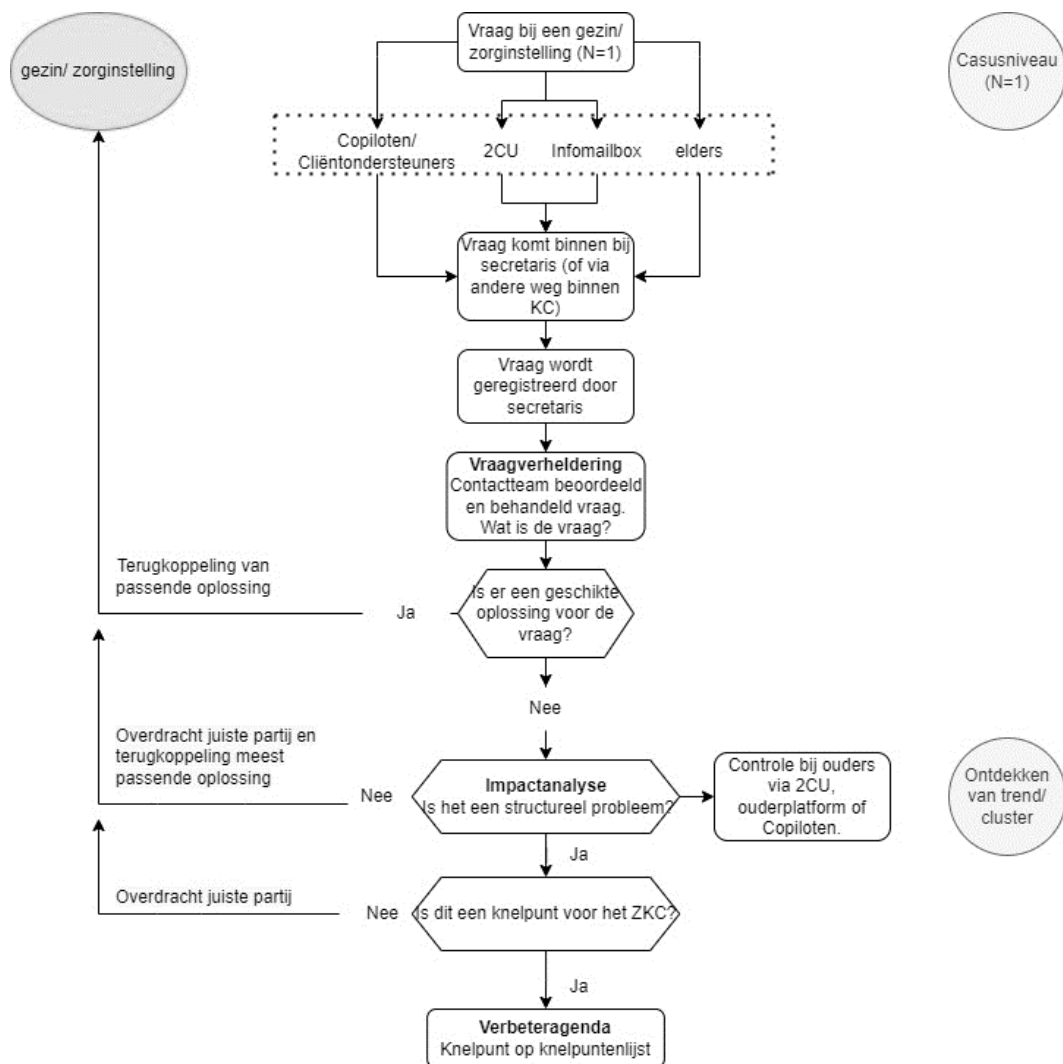 Vraag bij een gezin/
zorginstelling (N=1)
gezin/ zorginstelling
Casusniveau
(N=1)
Copiloten/
Cliëntondersteuners
2CU
Infomailbox
elders
Vraag komt binnen bij
secretaris (of via
andere weg binnen
KC)
Vraag wordt
geregistreerd door
secretaris
Vraagverheldering
Contactteam beoordeeld
en behandeld vraag.
Wat is de vraag?
Terugkoppeling van
passende oplossing
Ja
Is er een geschikte
oplossing voor de
vraag?
Nee
Overdracht juiste partij en
terugkoppeling meest
passende oplossing
Nee
Impactanalyse
Is het een structureel probleem?
Controle bij ouders
via 2CU,
ouderplatform of
Copiloten.
Ontdekken
van trend/
cluster
Ja
Overdracht juiste partij
Nee
Is dit een knelpunt voor het ZKC?
Ja
Verbeteragenda
Knelpunt op knelpuntenlijst